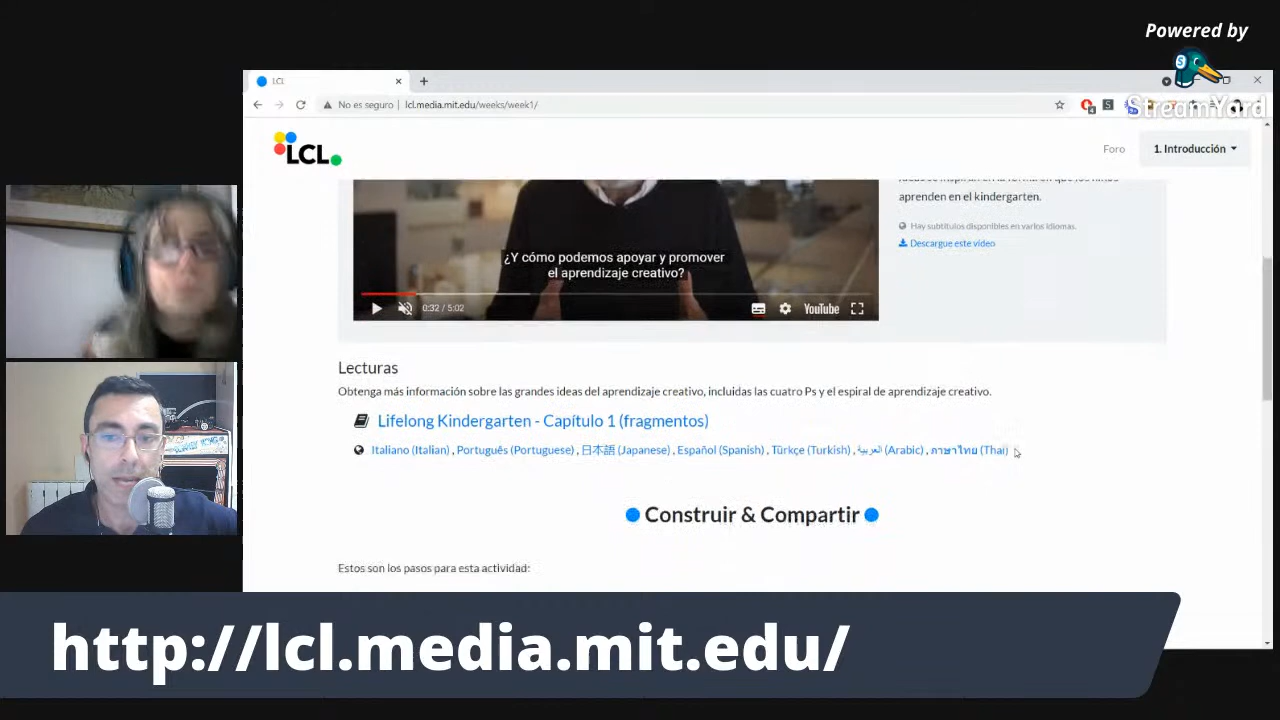 Powered by
StreamYard
LCL
No es seguro | lcl.media.mit.edu/weeks/week1/
LCL.
Foro
1. Introducción
aprenden en el kindergarten.
Hay subtítulos disponibles en varios idiomas.
Descargue este vídeo
¿Y cómo podemos apoyar y promover
el aprendizaje creativo?
0:32 / 5:02
YouTube
Lecturas
Obtenga más información sobre las grandes ideas del aprendizaje creativo, incluidas las cuatro Ps y el espiral de aprendizaje creativo.
Lifelong Kindergarten - Capítulo 1 (fragmentos)
Italiano (Italian) , Português (Portuguese) , 日本語 (Japanese) , Español (Spanish) , Türkçe (Turkish) , العربية (Arabic) , ภาษาไทย (Thai)
Construir & Compartir
Estos son los pasos para esta actividad:
http://lcl.media.mit.edu/